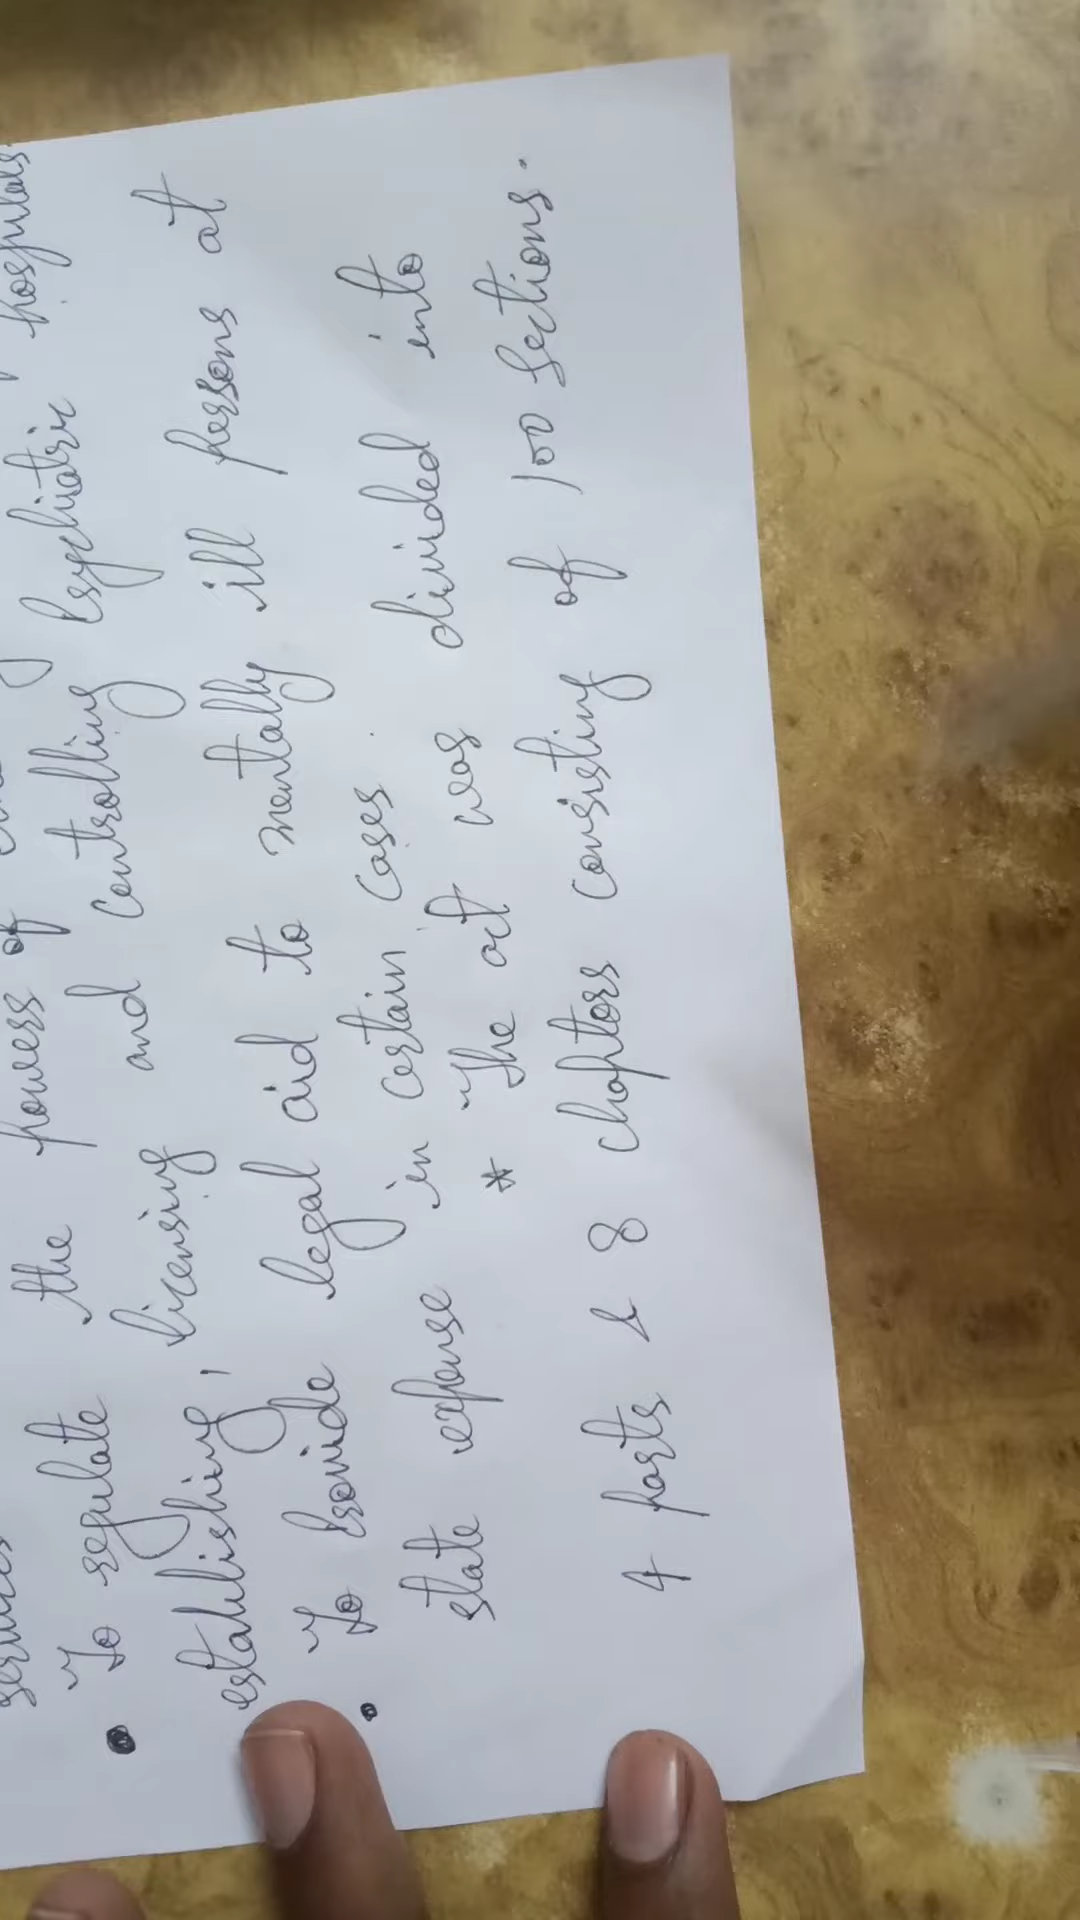 services
• To regulate the powers of
establishing, licensing and controlling Psychiatric hospitals
• To Provide legal aid to mentally ill persons at
state expense in certain cases.
* The act was divided into
4 parts & 8 chapters consisting of 100 Sections.